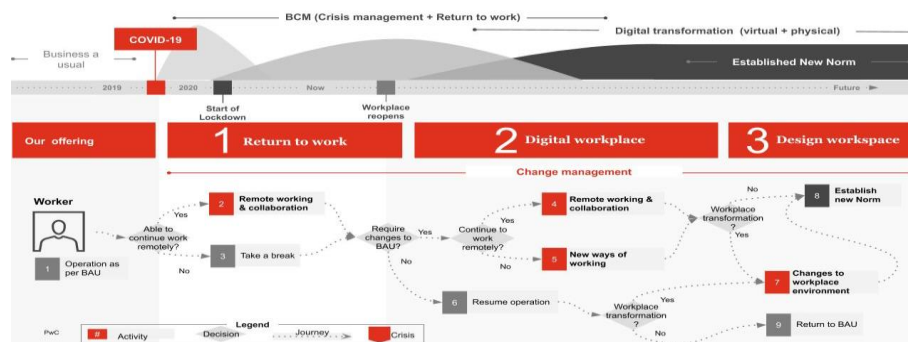 BCM (Crisis management + Return to work)
Digital transformation (virtual + physical)
COVID-19
Business a
usual
Established New Norm
2019
2020
Now
Future
Start of
Lockdown
Workplace
reopens
Our offering
1 Return to work
2 Digital workplace
3 Design workspace
Change management
Worker
1
Operation as
per BAU
Able to
continue work
remotely?
Yes
No
2
Remote working
& collaboration
3
Take a break
Require
changes to
BAU?
Yes
No
Continue to
work
remotely?
Yes
No
4
Remote working &
collaboration
5
New ways of
working
6
Resume operation
Workplace
transformation
?
No
Yes
8
Establish
new Norm
7
Changes to
workplace
environment
Workplace
transformation
?
Yes
No
9
Return to BAU
PwC
Legend
#
Activity
Decision
Journey
Crisis